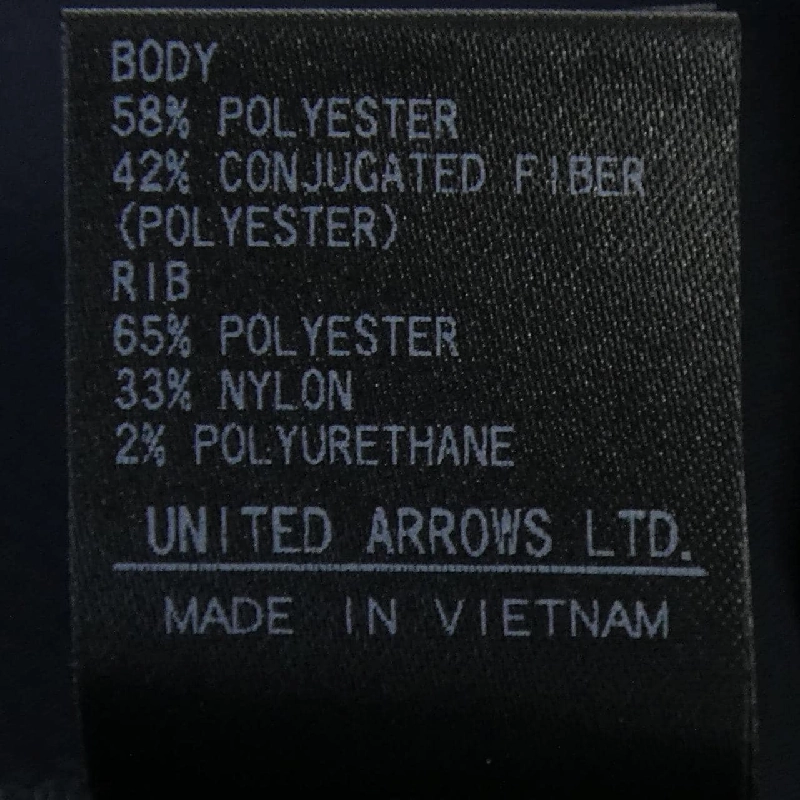 BODY
58% POLYESTER
42% CONJUGATED FIBER
(POLYESTER)
RIB
65% POLYESTER
33% NYLON
2% POLYURETHANE
UNITED ARROWS LTD.
MADE IN VIETNAM